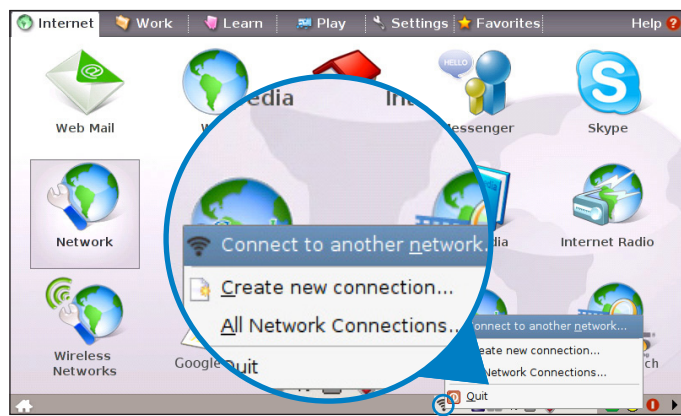 Internet Work Learn Play Settings Favorites Help ?
HELLO
edia
Web Mail Messenger Skype
S
Connect to another network.
Network Internet Radio
Create new connection...
All Network Connections..
Quit
Connect to another network...
Create new connection...
Network Connections...
Quit
Wireless
Networks
Google
ch